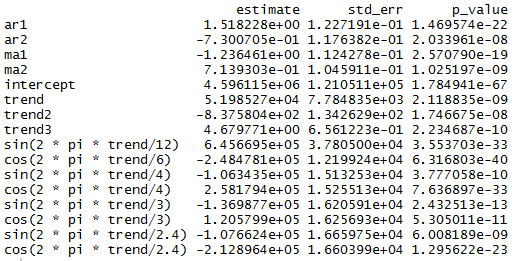 estimate std_err p_value
ar1 1.518228e+00 1.227191e-01 1.469574e-22
ar2 -7.300705e-01 1.176382e-01 2.033961e-08
ma1 -1.236461e+00 1.124278e-01 2.570790e-19
ma2 7.139303e-01 1.045911e-01 1.025197e-09
intercept 4.596115e+06 1.210511e+05 1.784941e-67
trend 5.198527e+04 7.784835e+03 2.118835e-09
trend2 -8.375804e+02 1.342629e+02 1.746675e-08
trend3 4.679771e+00 6.561223e-01 2.234687e-10
sin(2 * pi * trend/12) 6.456695e+05 3.780500e+04 3.553703e-33
cos(2 * pi * trend/6) -2.484781e+05 1.219924e+04 6.316803e-40
sin(2 * pi * trend/4) -1.063435e+05 1.513253e+04 3.777058e-10
cos(2 * pi * trend/4) 2.581794e+05 1.525513e+04 7.636897e-33
sin(2 * pi * trend/3) -1.369877e+05 1.620591e+04 2.432513e-13
cos(2 * pi * trend/3) 1.205799e+05 1.625693e+04 5.305011e-11
sin(2 * pi * trend/2.4) -1.076624e+05 1.665975e+04 6.008189e-09
cos(2 * pi * trend/2.4) -2.128964e+05 1.660399e+04 1.295622e-23